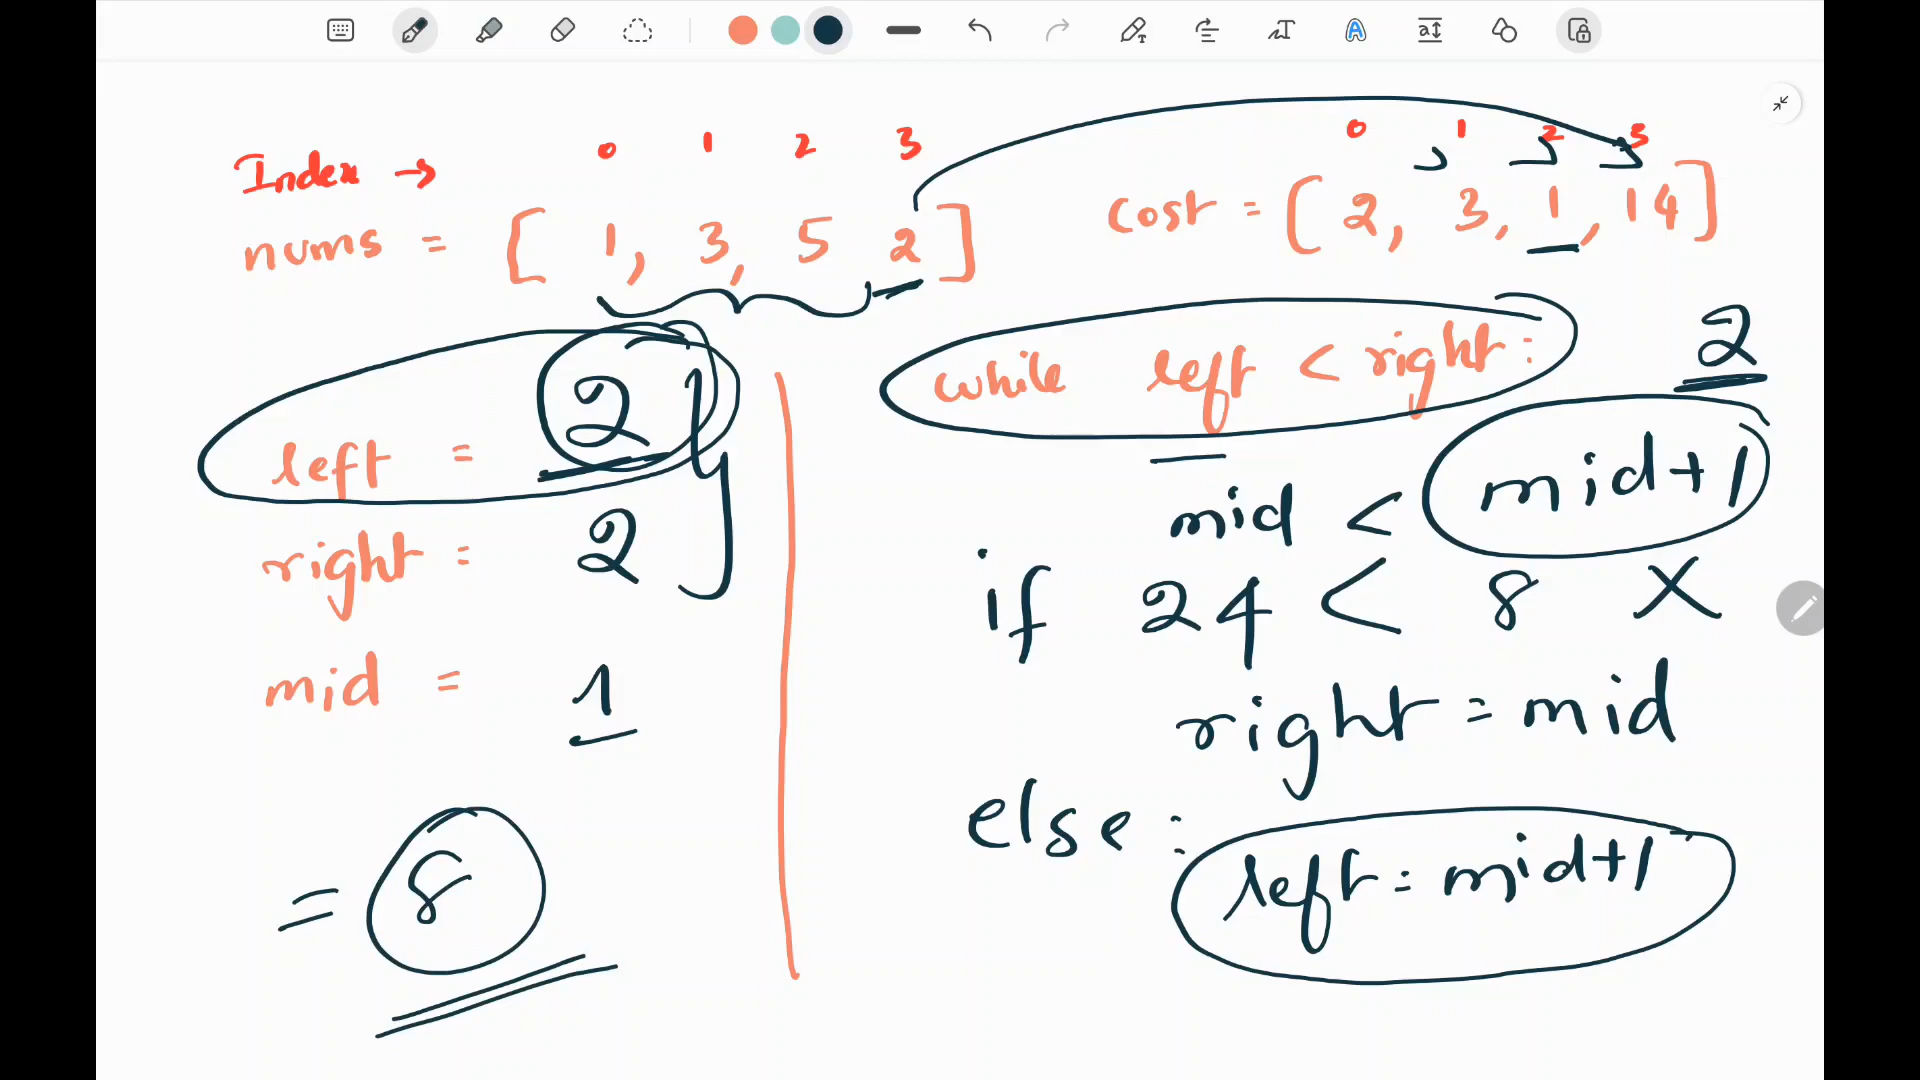 0 1 2 3
0 1 2 3
Index →
nums = [ 1, 3, 5 2 ]
cost = [ 2, 3, 1, 14 ]
left = 2
right = 2
mid = 1
= 8
while left < right:
2
mid < mid+1
if 24 < 8 X
right = mid
else :
left = mid+1